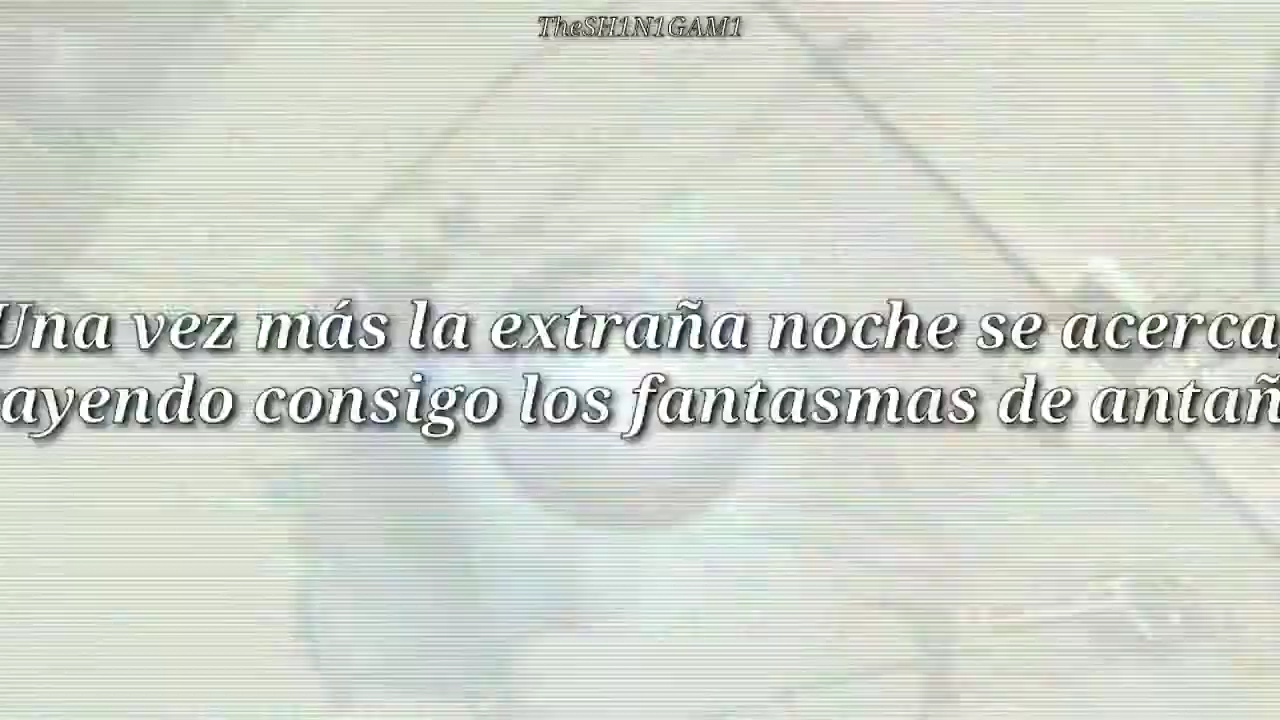 TheSH1N1GAM1
Una vez más la extraña noche se acerca,
ayendo consigo los fantasmas de antañ